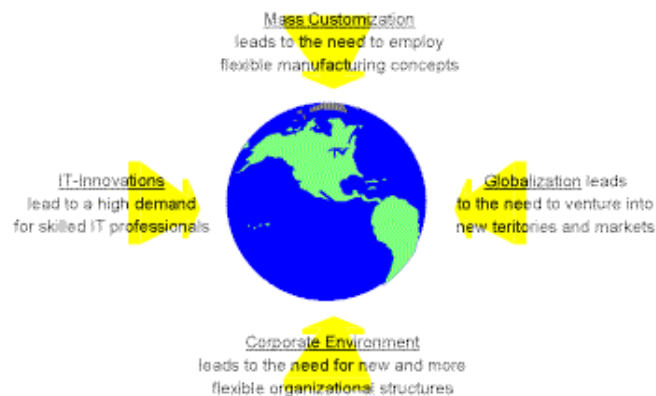 Mass Customization
leads to the need to employ
flexible manufacturing concepts
IT-Innovations
lead to a high demand
for skilled IT professionals
Globalization leads
to the need to venture into
new teritories and markets
Corporate Environment
leads to the need for new and more
flexible organizational structures